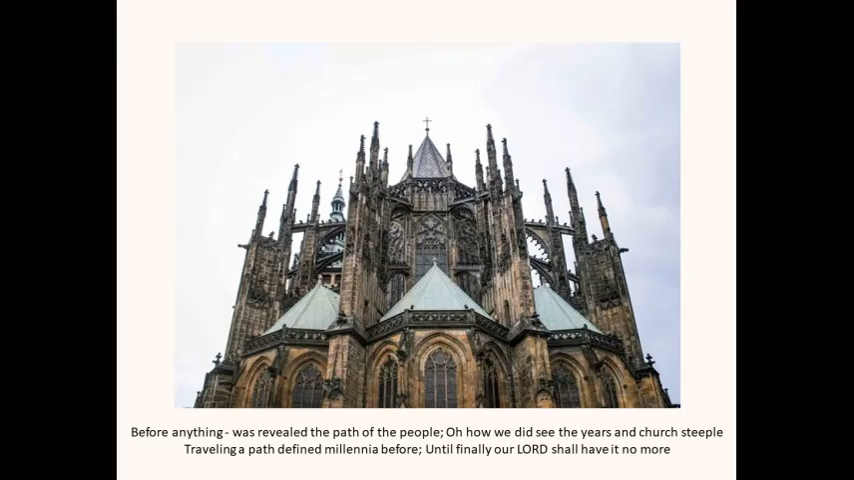 Before anything- was revealed the path of the people; Oh how we did see the years and church steeple
Traveling a path defined millennia before; Until finally our LORD shall have it no more